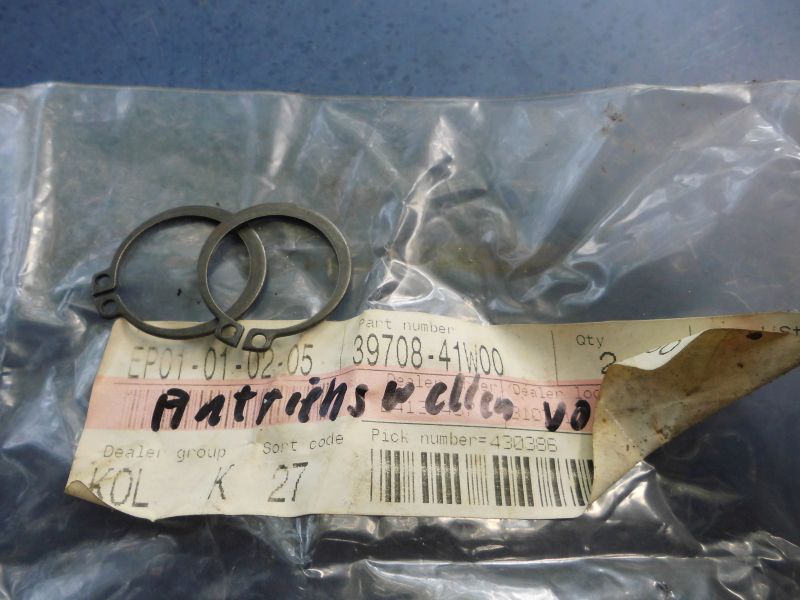 Part number
Qty
EP01-01-02-05 39708-41W00 2
Antriebswellen vo
Dealer group Sort code Pick number=430386
KOL K 27